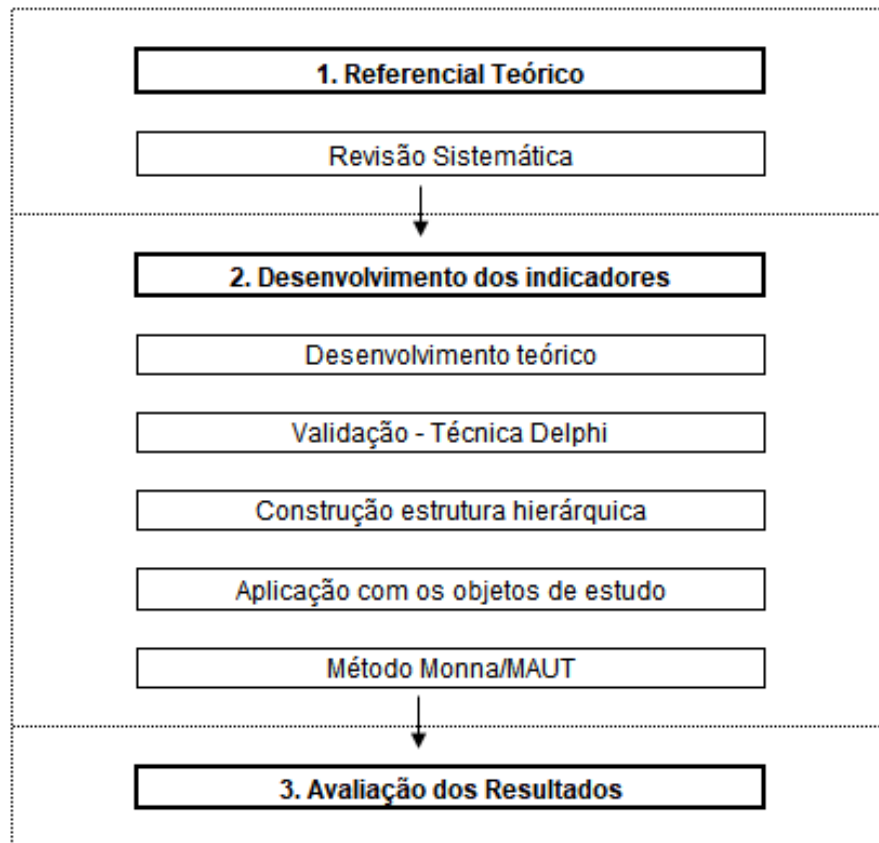 1. Referencial Teórico
Revisão Sistemática
2. Desenvolvimento dos indicadores
Desenvolvimento teórico
Validação - Técnica Delphi
Construção estrutura hierárquica
Aplicação com os objetos de estudo
Método Monna/MAUT
3. Avaliação dos Resultados